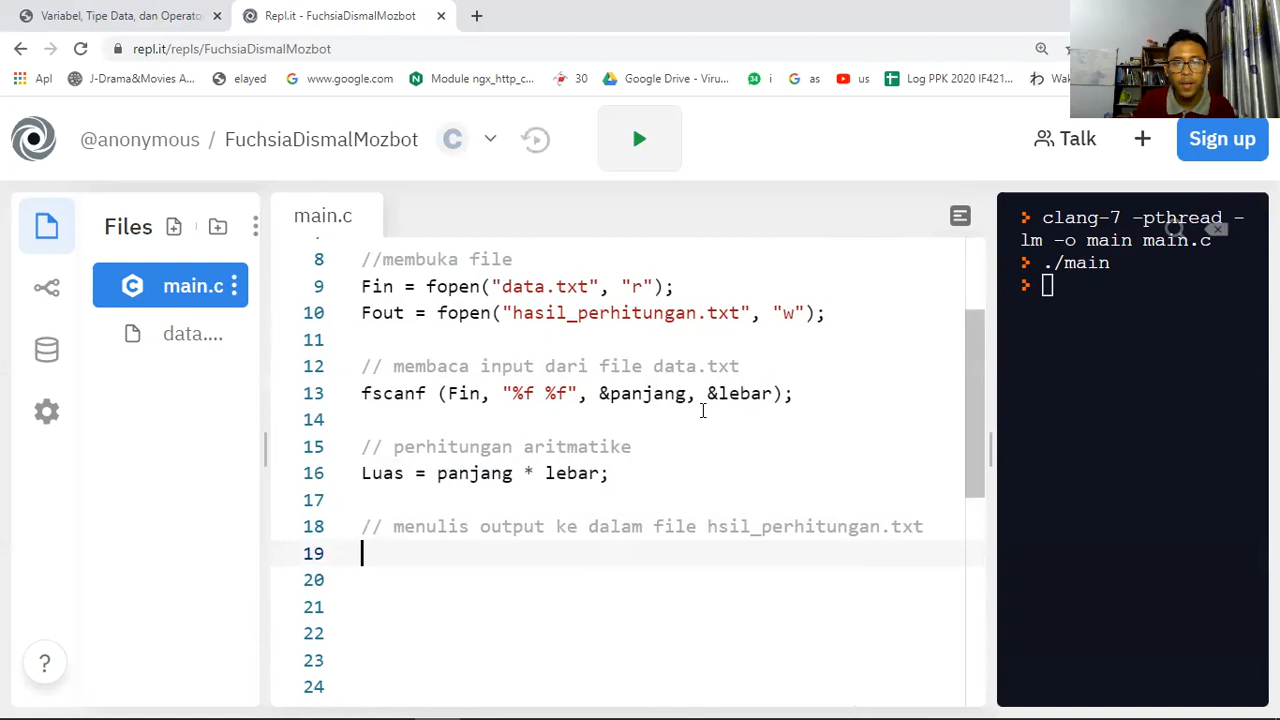 Variabel, Tipe Data, dan Operato
Repl.it - FuchsiaDismalMozbot
repl.it/repls/FuchsiaDismalMozbot
Apl
J-Drama&Movies A...
elayed
www.google.com
Module ngx_http_c...
30
Google Drive - Viru...
34 i
as
us
Log PPK 2020 IF421...
わ Wak
@anonymous / FuchsiaDismalMozbot
C
Talk
+
Sign up
Files
main.c
data....
main.c
8 //membuka file
9 Fin = fopen("data.txt", "r");
10 Fout = fopen("hasil_perhitungan.txt", "w");
11
12 // membaca input dari file data.txt
13 fscanf (Fin, "%f %f", &panjang, &lebar);
14
15 // perhitungan aritmatike
16 Luas = panjang * lebar;
17
18 // menulis output ke dalam file hsil_perhitungan.txt
19
20
21
22
23
24
clang-7 -pthread -
lm -o main main.c
./main
?